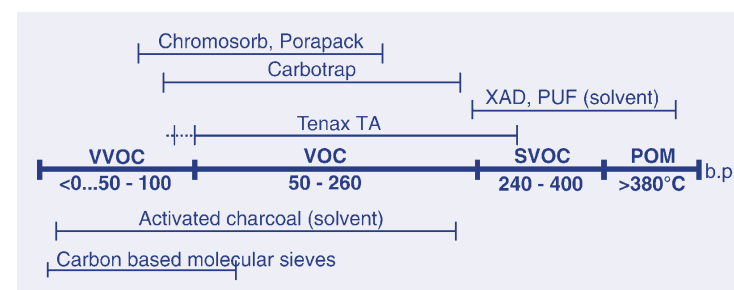 Chromosorb, Porapack
Carbotrap
XAD, PUF (solvent)
Tenax TA
VVOC VOC SVOC POM
b.p
<0...50 - 100 50 - 260 240 - 400 >380°C
Activated charcoal (solvent)
Carbon based molecular sieves